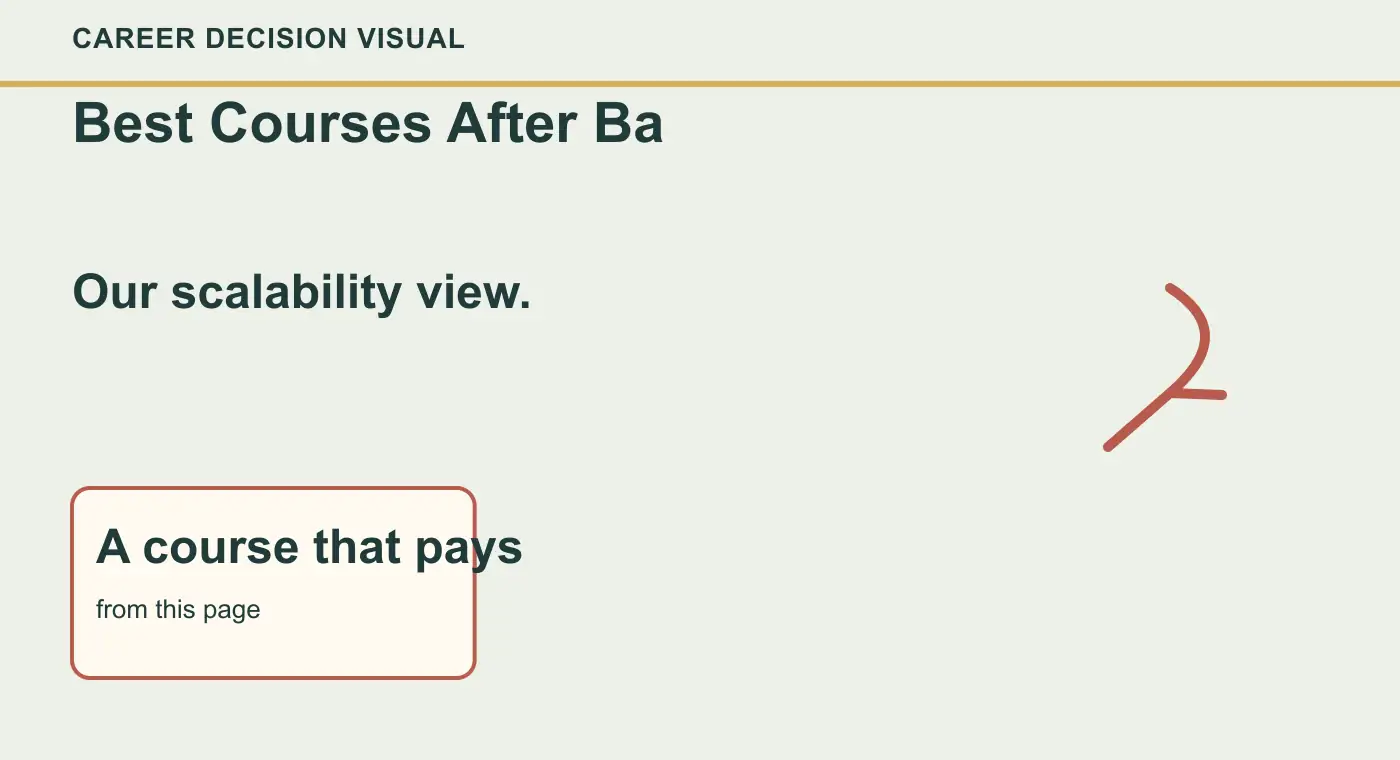 CAREER DECISION VISUAL
Best Courses After Ba
Our scalability view.
A course that pays
from this page